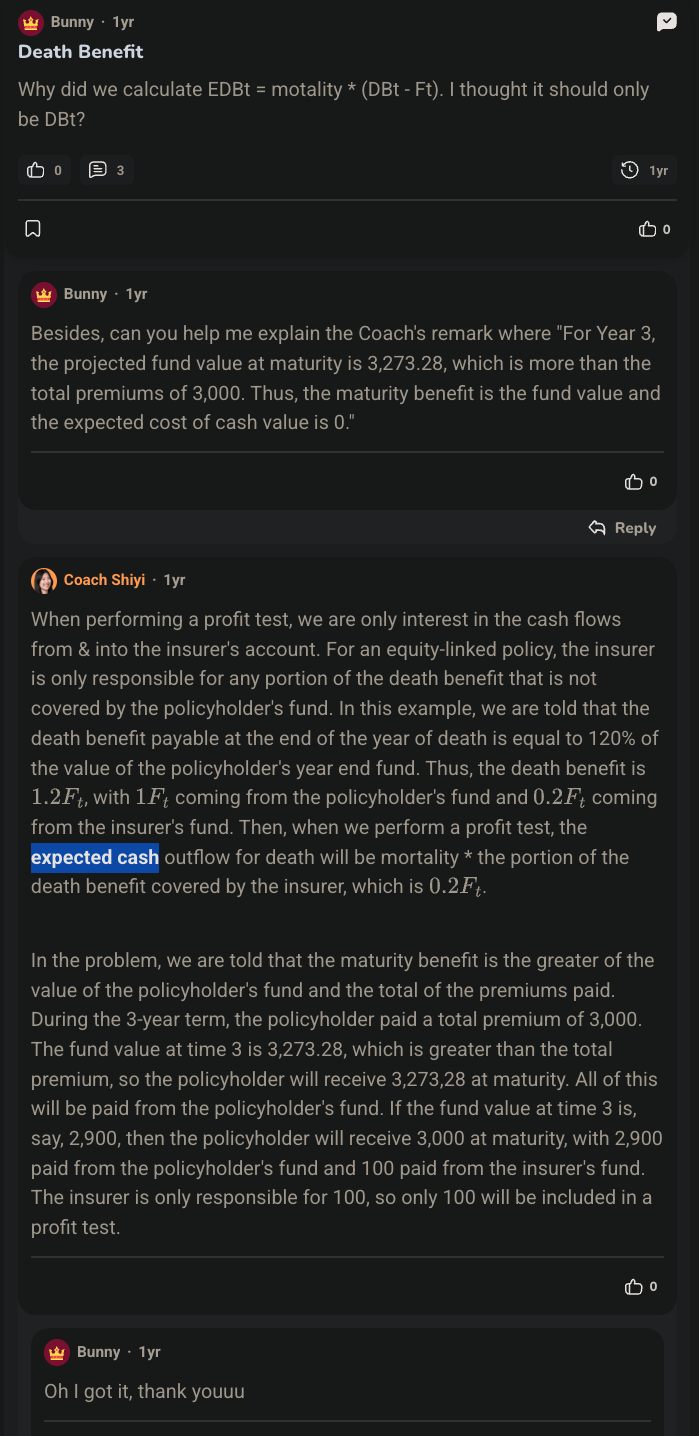 Bunny · 1yr
Death Benefit
Why did we calculate EDBt = motality * (DBt - Ft). I thought it should only
be DBt?
0 3 1yr
0
Bunny · 1yr
Besides, can you help me explain the Coach's remark where "For Year 3,
the projected fund value at maturity is 3,273.28, which is more than the
total premiums of 3,000. Thus, the maturity benefit is the fund value and
the expected cost of cash value is 0."
0
Reply
Coach Shiyi · 1yr
When performing a profit test, we are only interest in the cash flows
from & into the insurer's account. For an equity-linked policy, the insurer
is only responsible for any portion of the death benefit that is not
covered by the policyholder's fund. In this example, we are told that the
death benefit payable at the end of the year of death is equal to 120% of
the value of the policyholder's year end fund. Thus, the death benefit is
1.2Fₜ, with 1Fₜ coming from the policyholder's fund and 0.2Fₜ coming
from the insurer's fund. Then, when we perform a profit test, the
expected cash outflow for death will be mortality * the portion of the
death benefit covered by the insurer, which is 0.2Fₜ.
In the problem, we are told that the maturity benefit is the greater of the
value of the policyholder's fund and the total of the premiums paid.
During the 3-year term, the policyholder paid a total premium of 3,000.
The fund value at time 3 is 3,273.28, which is greater than the total
premium, so the policyholder will receive 3,273,28 at maturity. All of this
will be paid from the policyholder's fund. If the fund value at time 3 is,
say, 2,900, then the policyholder will receive 3,000 at maturity, with 2,900
paid from the policyholder's fund and 100 paid from the insurer's fund.
The insurer is only responsible for 100, so only 100 will be included in a
profit test.
0
Bunny · 1yr
Oh I got it, thank youuu